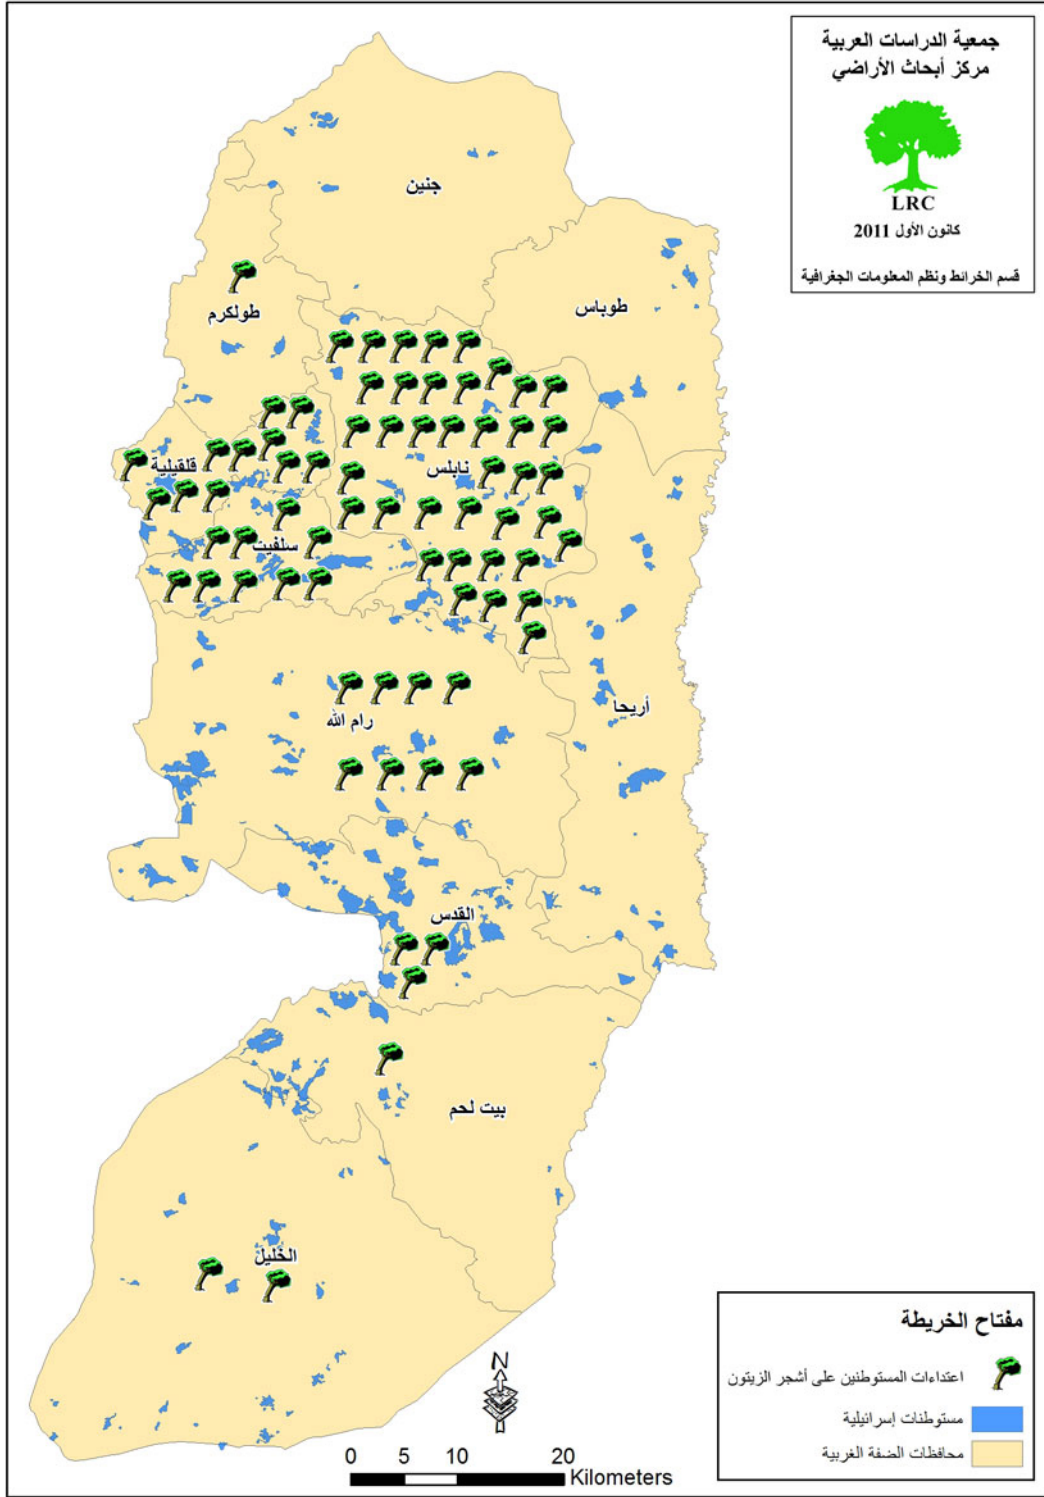 جمعية الدراسات العربية
مركز أبحاث الأراضي
LRC
كانون الأول 2011
قسم الخرائط ونظم المعلومات الجغرافية
جنين
طوباس
طولكرم
نابلس
قلقيلية
سلفيت
أريحا
رام الله
القدس
بيت لحم
الخليل
مفتاح الخريطة
اعتداءات المستوطنين على أشجر الزيتون
مستوطنات إسرائيلية
محافظات الضفة الغربية
N
0 5 10 20
Kilometers